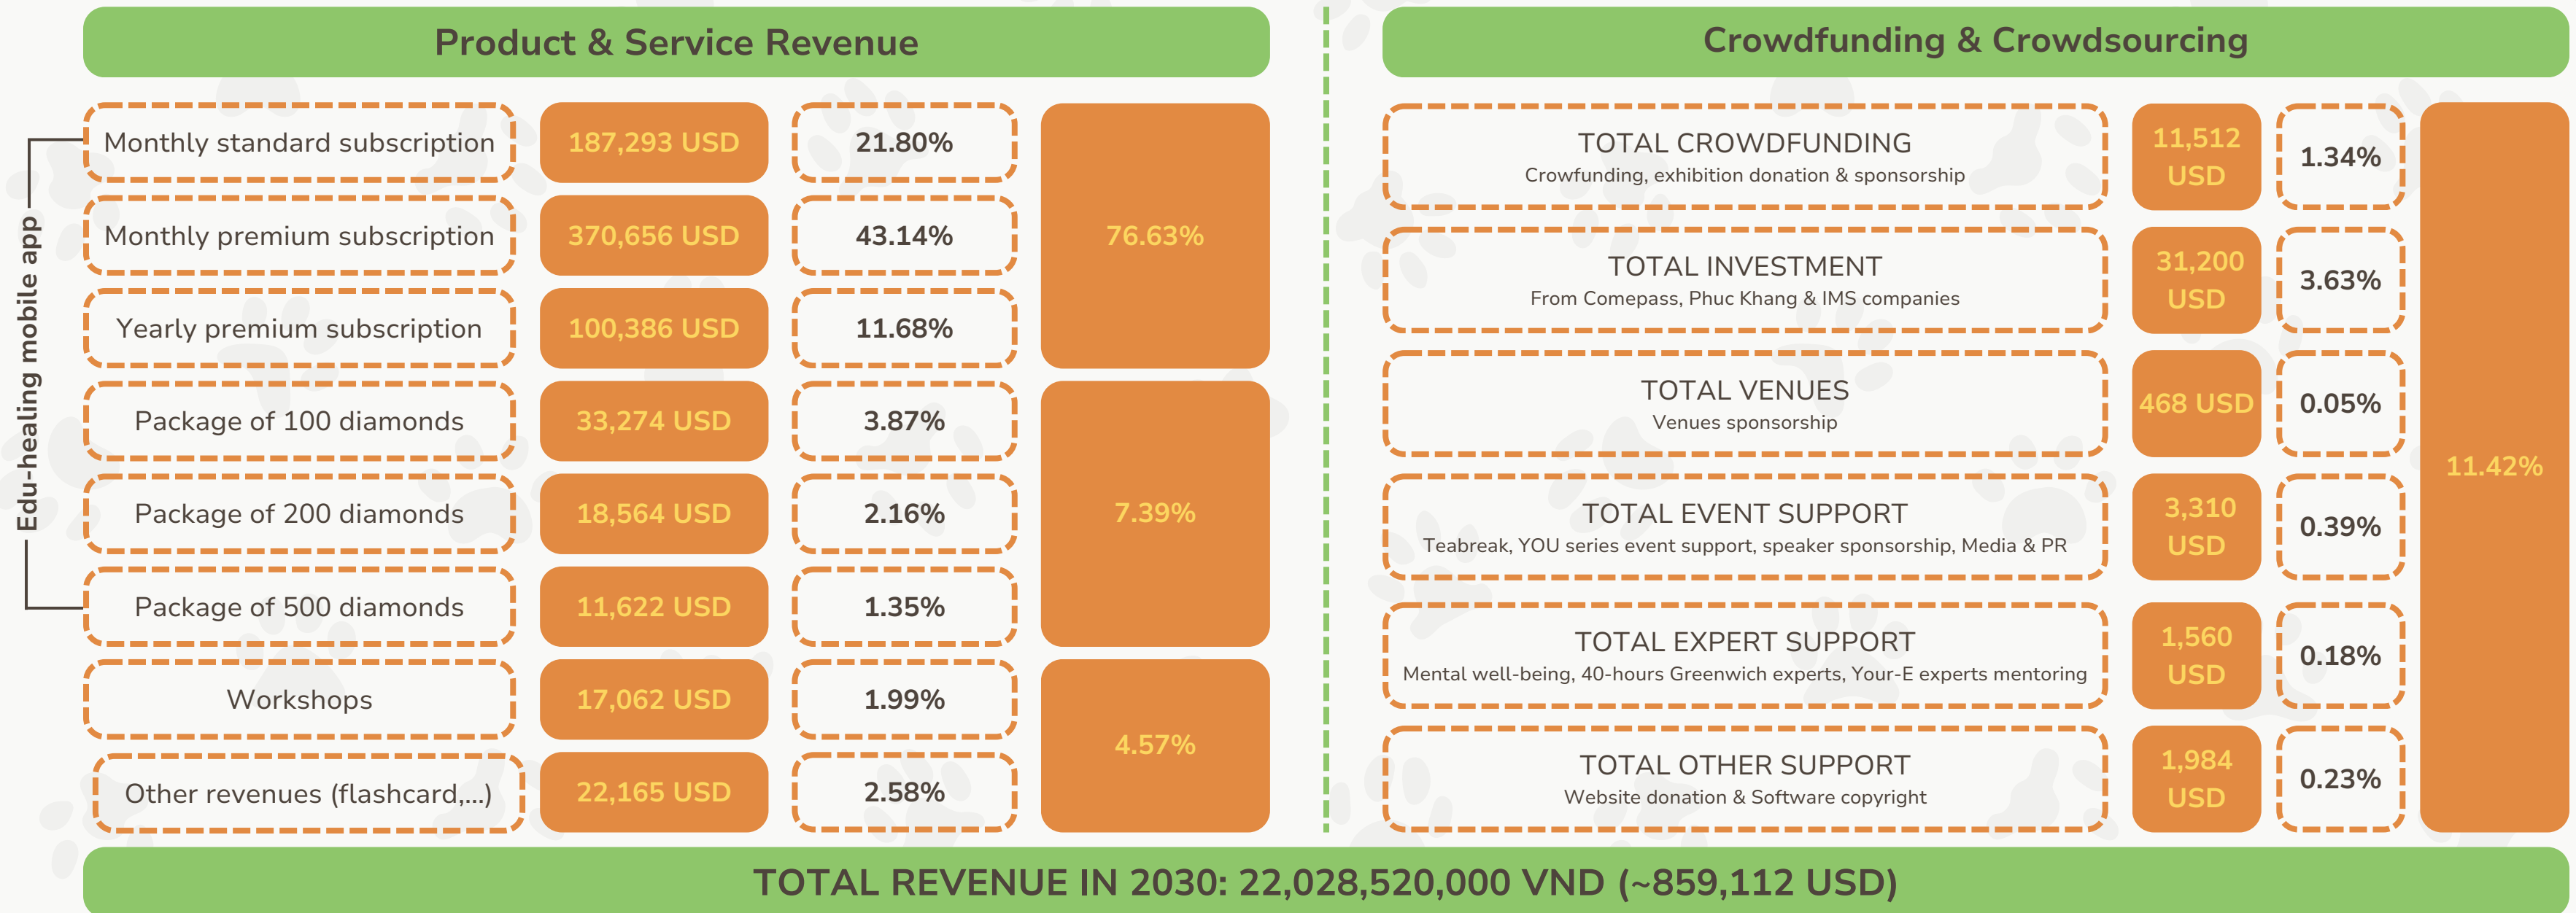 Product & Service Revenue
Edu-healing mobile app
Monthly standard subscription
187,293 USD
21.80%
Monthly premium subscription
370,656 USD
43.14%
Yearly premium subscription
100,386 USD
11.68%
76.63%
Package of 100 diamonds
33,274 USD
3.87%
Package of 200 diamonds
18,564 USD
2.16%
Package of 500 diamonds
11,622 USD
1.35%
7.39%
Workshops
17,062 USD
1.99%
Other revenues (flashcard,...)
22,165 USD
2.58%
4.57%
Crowdfunding & Crowdsourcing
TOTAL CROWDFUNDING
Crowfunding, exhibition donation & sponsorship
11,512
USD
1.34%
TOTAL INVESTMENT
From Comepass, Phuc Khang & IMS companies
31,200
USD
3.63%
TOTAL VENUES
Venues sponsorship
468 USD
0.05%
TOTAL EVENT SUPPORT
Teabreak, YOU series event support, speaker sponsorship, Media & PR
3,310
USD
0.39%
TOTAL EXPERT SUPPORT
Mental well-being, 40-hours Greenwich experts, Your-E experts mentoring
1,560
USD
0.18%
TOTAL OTHER SUPPORT
Website donation & Software copyright
1,984
USD
0.23%
11.42%
TOTAL REVENUE IN 2030: 22,028,520,000 VND (~859,112 USD)